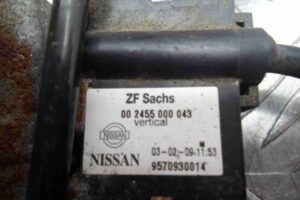 ZF Sachs
00 2455 000 043
vertical
NISSAN
03-02-09-11:53
NISSAN
9570930014